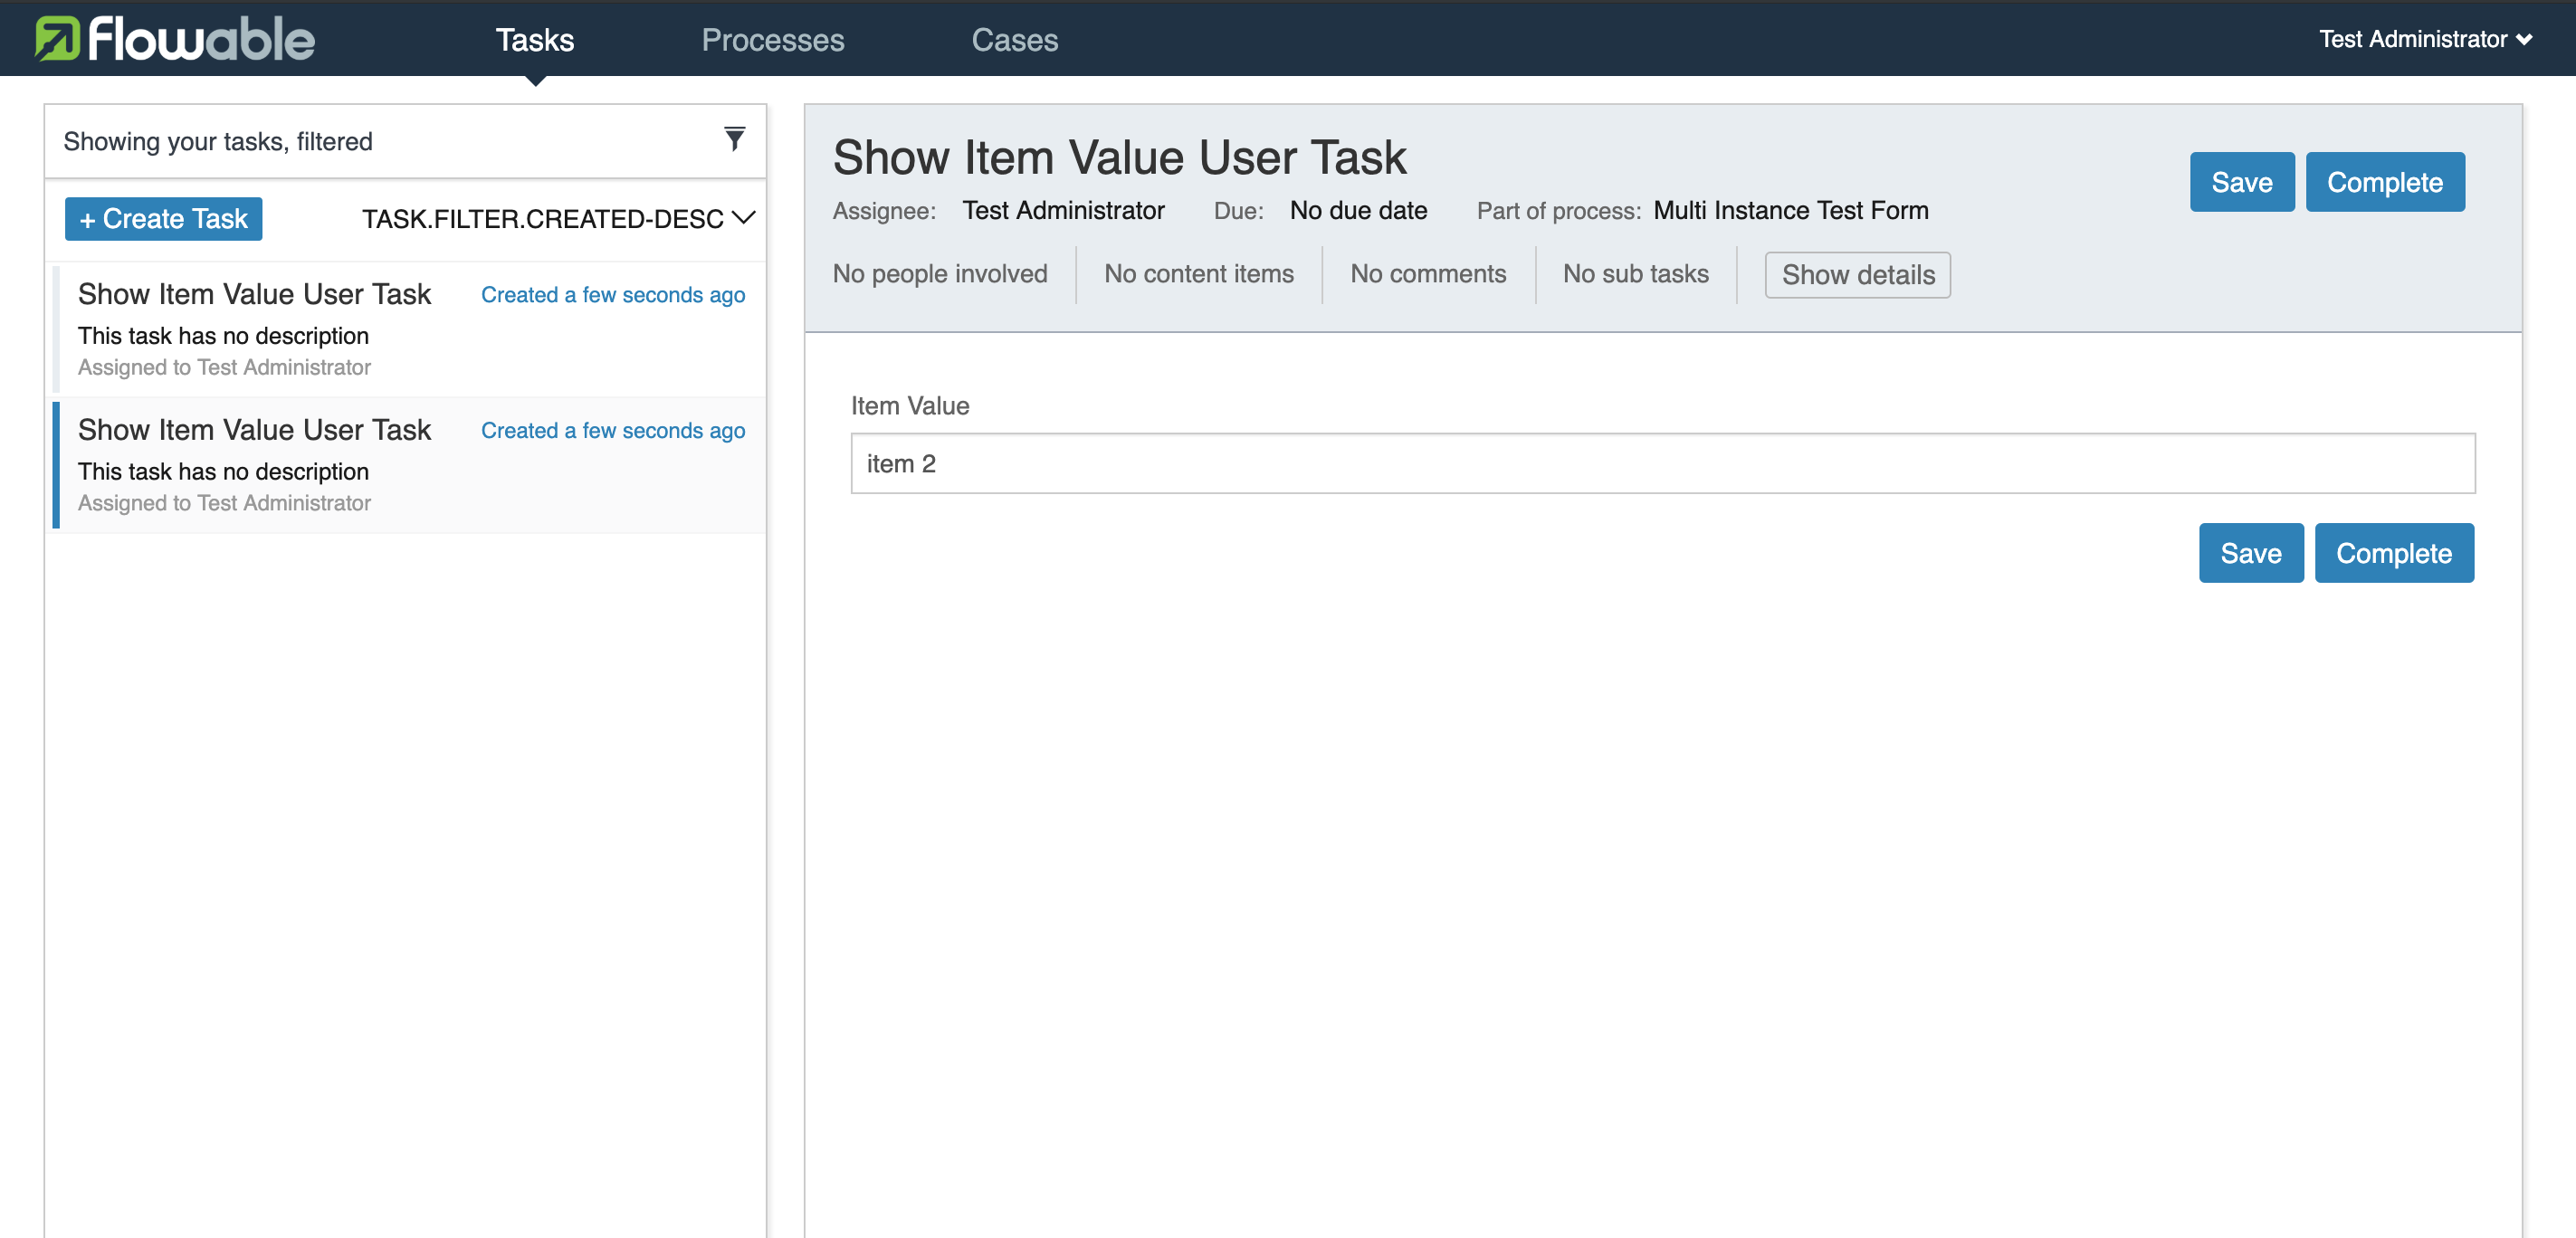 flowable
Tasks
Processes
Cases
Test Administrator
Showing your tasks, filtered
+ Create Task
TASK.FILTER.CREATED-DESC
Show Item Value User Task
Created a few seconds ago
This task has no description
Assigned to Test Administrator
Show Item Value User Task
Created a few seconds ago
This task has no description
Assigned to Test Administrator
Show Item Value User Task
Save
Complete
Assignee: Test Administrator Due: No due date Part of process: Multi Instance Test Form
No people involved
No content items
No comments
No sub tasks
Show details
Item Value
item 2
Save
Complete